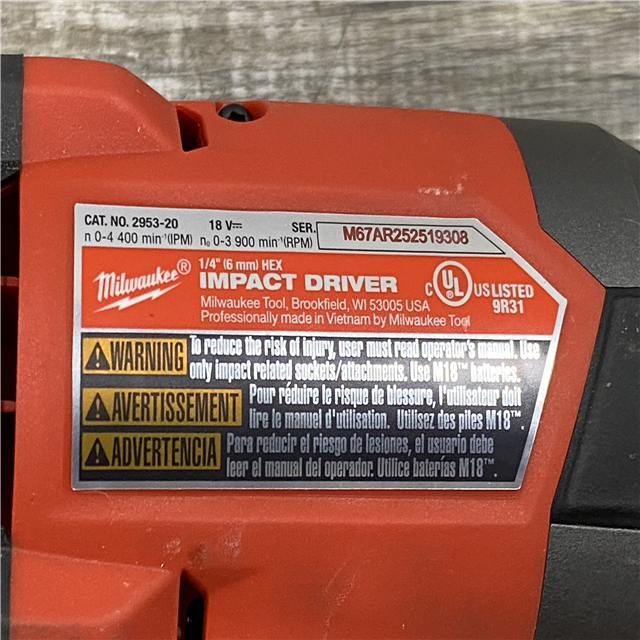 CAT. NO. 2953-20 18 V⎓ SER. M67AR252519308
n 0-4 400 min⁻¹(IPM) n₀ 0-3 900 min⁻¹(RPM)
Milwaukee®
1/4" (6 mm) HEX
IMPACT DRIVER
Milwaukee Tool, Brookfield, WI 53005 USA
Professionally made in Vietnam by Milwaukee Tool
C UL US LISTED
9R31
WARNING To reduce the risk of injury, user must read operator's manual. Use
only impact related sockets/attachments. Use M18™ batteries.
AVERTISSEMENT Pour réduire le risque de blessure, l'utilisateur doit
lire le manuel d'utilisation. Utilisez des piles M18™.
ADVERTENCIA Para reducir el riesgo de lesiones, el usuario debe
leer el manual del operador. Utilice baterías M18™.